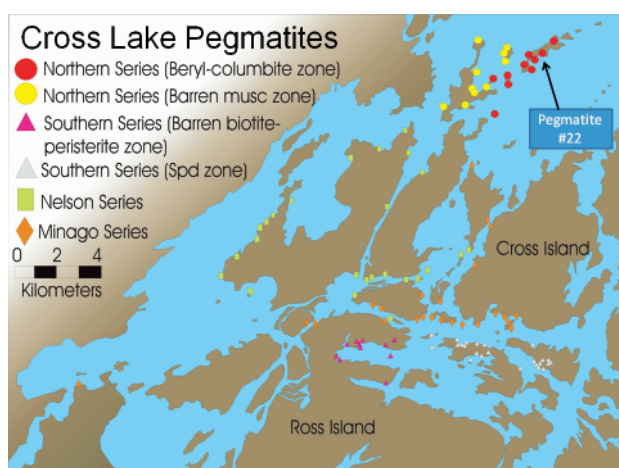 Cross Lake Pegmatites
Northern Series (Beryl-columbite zone)
Northern Series (Barren musc zone)
Southern Series (Barren biotite-
peristerite zone)
Southern Series (Spd zone)
Nelson Series
Minago Series
0 2 4
Kilometers
Pegmatite
#22
Cross Island
Ross Island